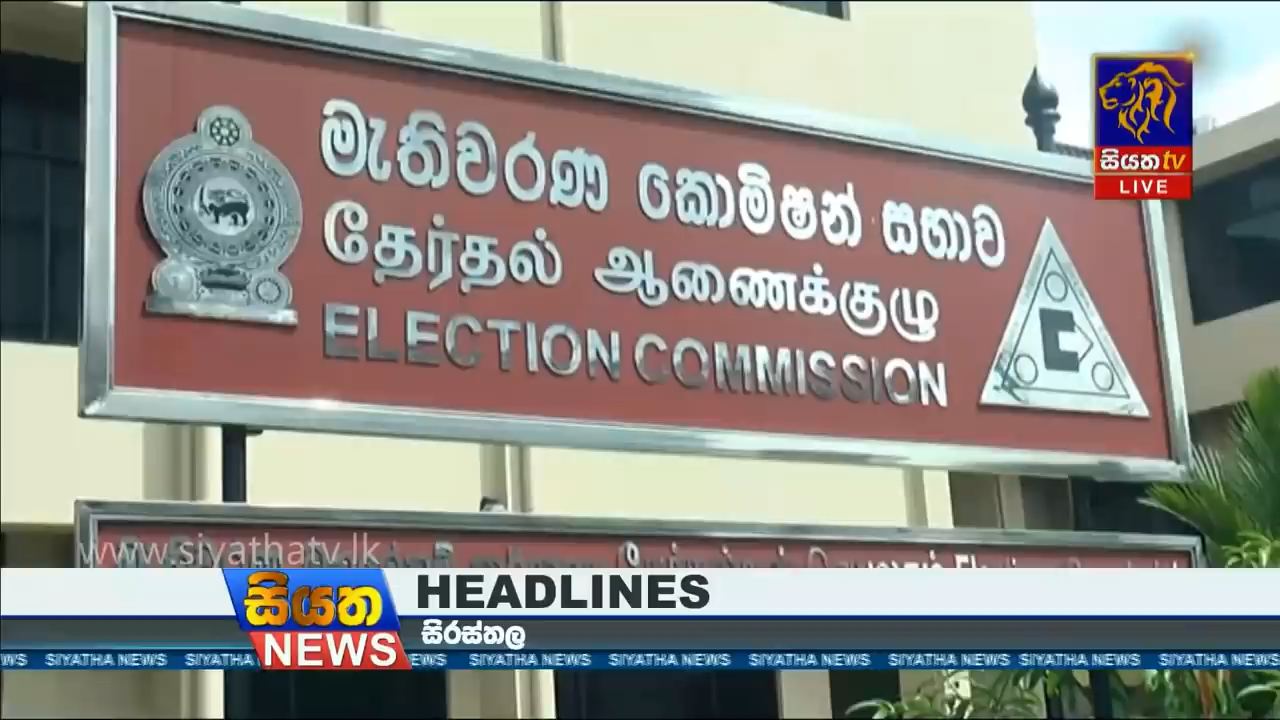 මැතිවරණ කොමිෂන් සභාව
தேர்தல் ஆணைக்குழு
ELECTION COMMISSION
සියත tv
LIVE
www.siyathatv.lk
සියත
NEWS
HEADLINES
සිරස්තල
SIYATHA NEWS SIYATHA NEWS SIYATHA NEWS SIYATHA NEWS SIYATHA NEWS SIYATHA NEWS SIYATHA NEWS